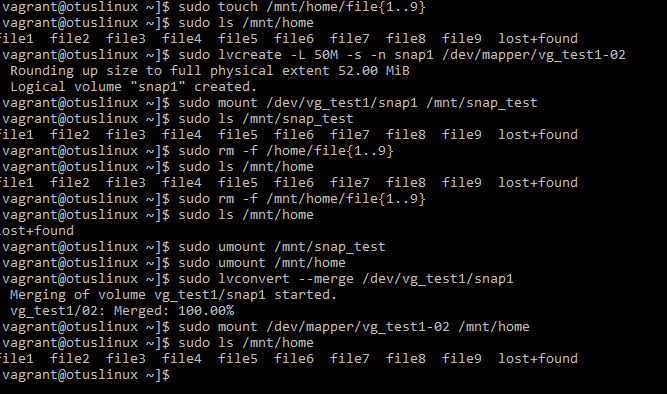 vagrant@otuslinux ~]$ sudo touch /mnt/home/file{1..9}
vagrant@otuslinux ~]$ sudo ls /mnt/home
file1  file2  file3  file4  file5  file6  file7  file8  file9  lost+found
vagrant@otuslinux ~]$ sudo lvcreate -L 50M -s -n snap1 /dev/mapper/vg_test1-02
Rounding up size to full physical extent 52.00 MiB
Logical volume "snap1" created.
vagrant@otuslinux ~]$ sudo mount /dev/vg_test1/snap1 /mnt/snap_test
vagrant@otuslinux ~]$ sudo ls /mnt/snap_test
file1  file2  file3  file4  file5  file6  file7  file8  file9  lost+found
vagrant@otuslinux ~]$ sudo rm -f /home/file{1..9}
vagrant@otuslinux ~]$ sudo ls /mnt/home
file1  file2  file3  file4  file5  file6  file7  file8  file9  lost+found
vagrant@otuslinux ~]$ sudo rm -f /mnt/home/file{1..9}
vagrant@otuslinux ~]$ sudo ls /mnt/home
lost+found
vagrant@otuslinux ~]$ sudo umount /mnt/snap_test
vagrant@otuslinux ~]$ sudo umount /mnt/home
vagrant@otuslinux ~]$ sudo lvconvert --merge /dev/vg_test1/snap1
Merging of volume vg_test1/snap1 started.
vg_test1/02: Merged: 100.00%
vagrant@otuslinux ~]$ sudo mount /dev/mapper/vg_test1-02 /mnt/home
vagrant@otuslinux ~]$ sudo ls /mnt/home
file1  file2  file3  file4  file5  file6  file7  file8  file9  lost+found
vagrant@otuslinux ~]$